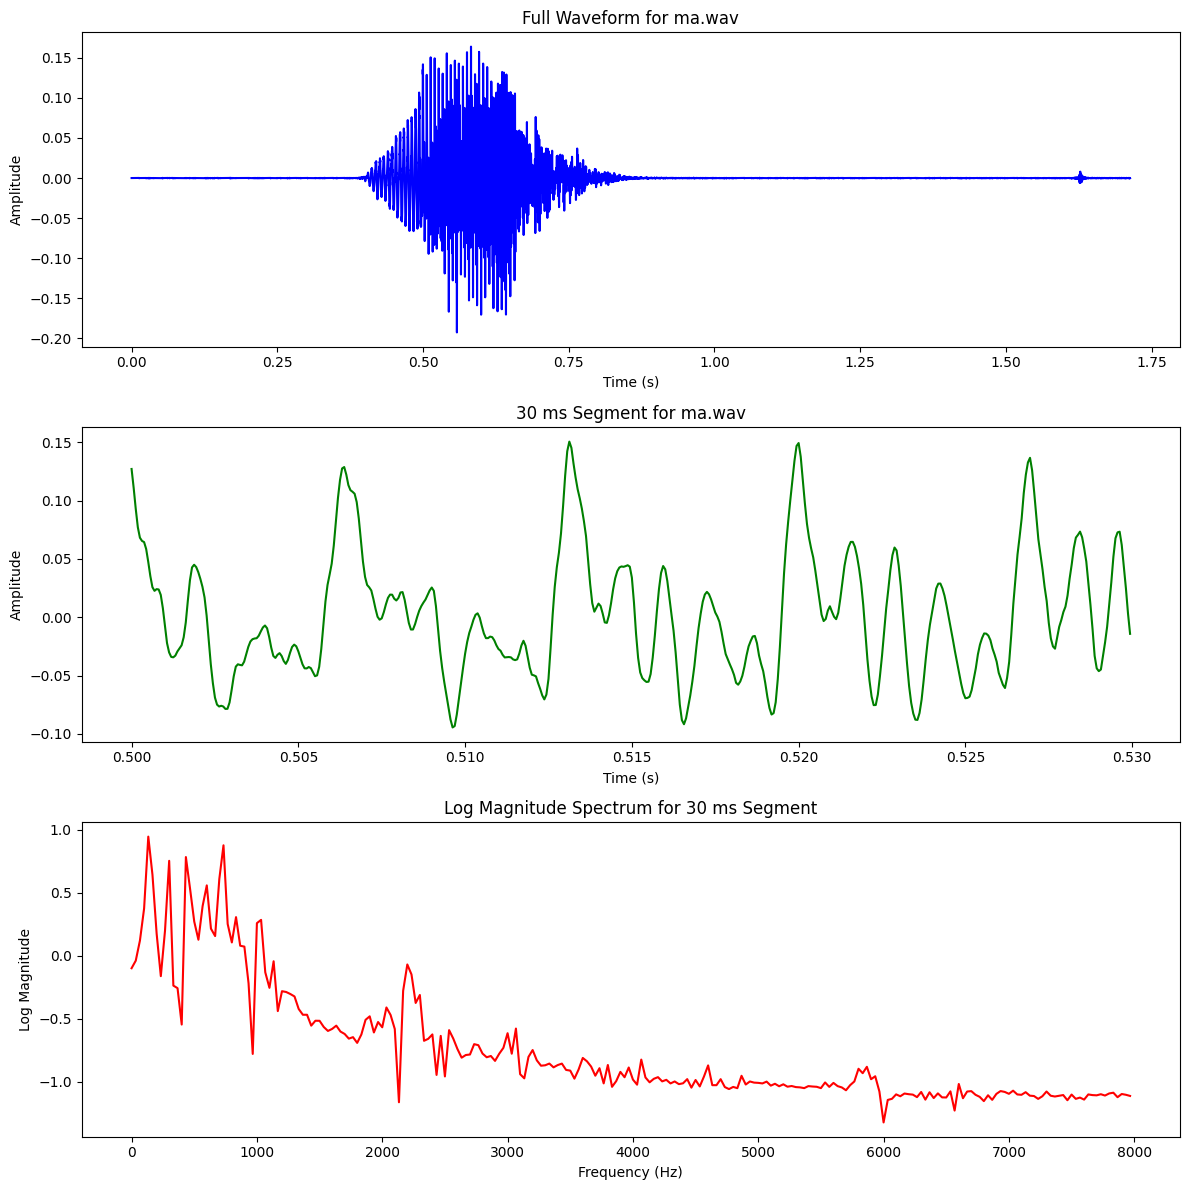 Full Waveform for ma.wav
0.15
0.10
0.05
0.00
−0.05
−0.10
−0.15
−0.20
Amplitude
0.00 0.25 0.50 0.75 1.00 1.25 1.50 1.75
Time (s)
30 ms Segment for ma.wav
0.15
0.10
0.05
0.00
−0.05
−0.10
Amplitude
0.500 0.505 0.510 0.515 0.520 0.525 0.530
Time (s)
Log Magnitude Spectrum for 30 ms Segment
1.0
0.5
0.0
−0.5
−1.0
Log Magnitude
0 1000 2000 3000 4000 5000 6000 7000 8000
Frequency (Hz)